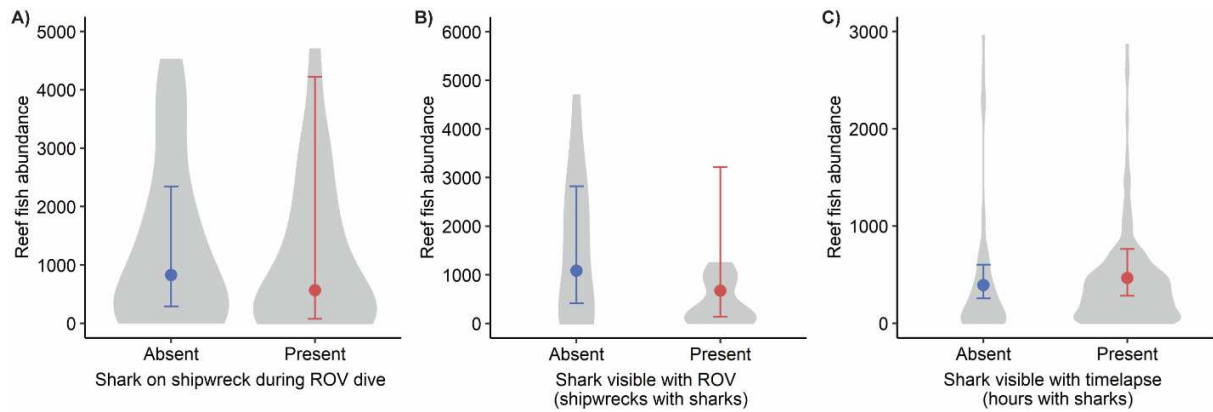 A)
Reef fish abundance
4000
3000
2000
1000
0
Absent
Present
Shark on shipwreck during ROV dive
B)
Reef fish abundance
6000
5000
4000
3000
2000
1000
0
Absent
Present
Shark visible with ROV
(shipwrecks with sharks)
C)
Reef fish abundance
3000
2000
1000
0
Absent
Present
Shark visible with timelapse
(hours with sharks)